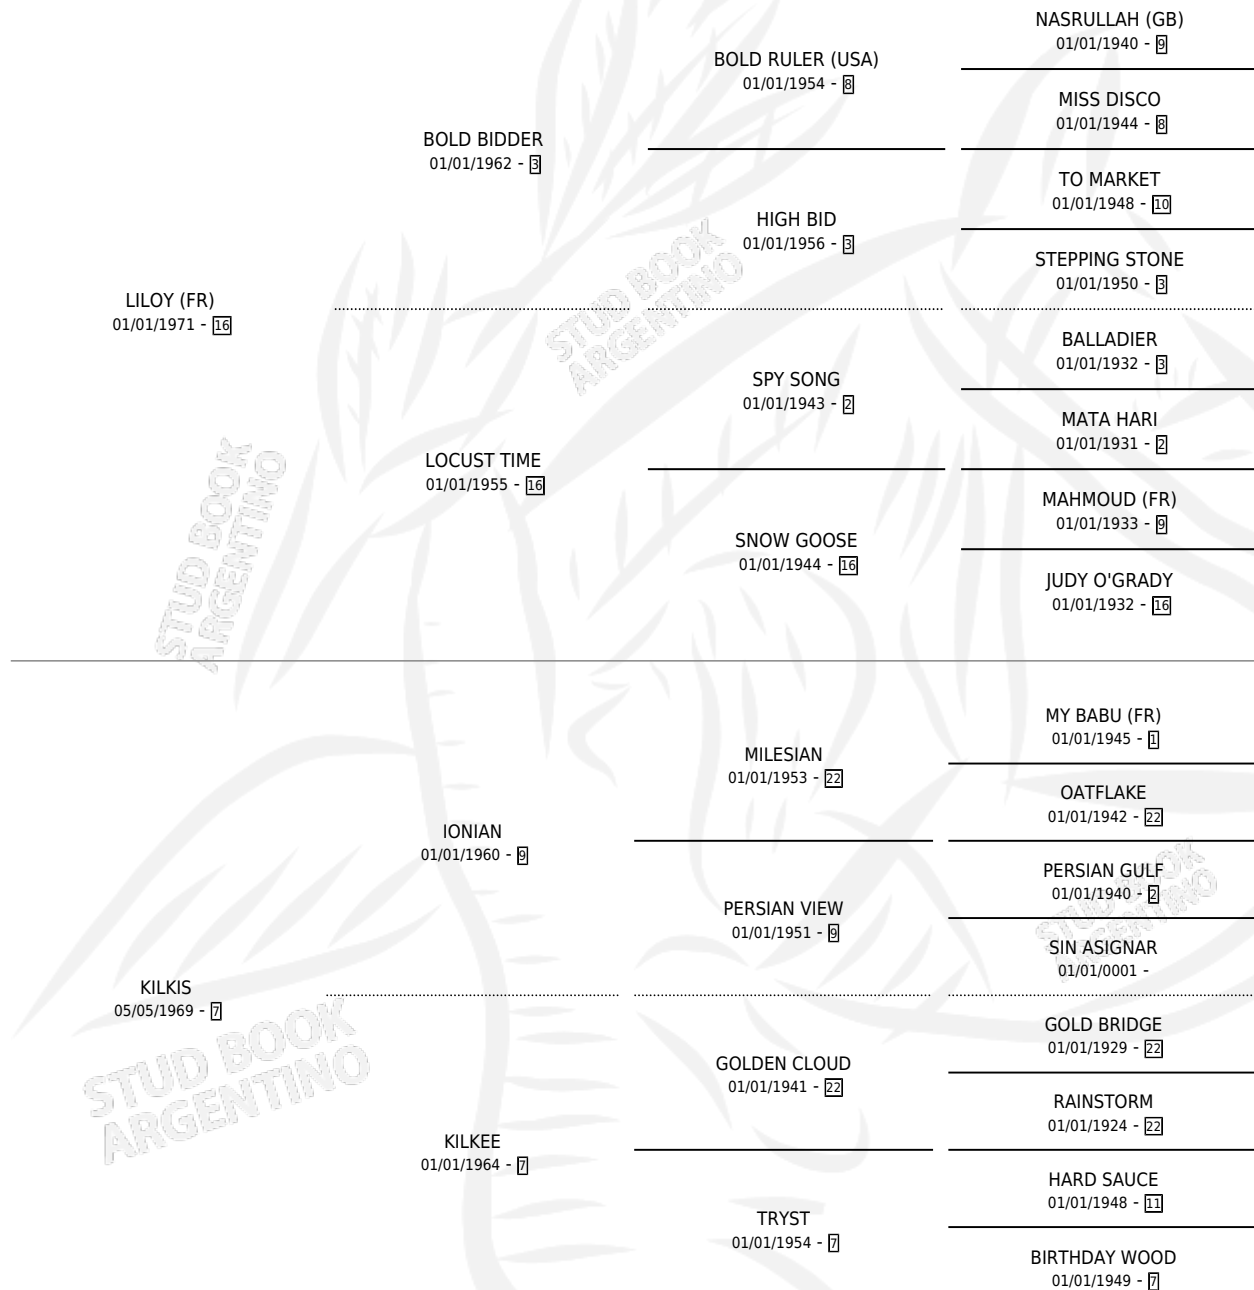 NASRULLAH (GB)
01/01/1940 - 9
BOLD RULER (USA)
01/01/1954 - 8
MISS DISCO
01/01/1944 - 8
BOLD BIDDER
01/01/1962 - 3
TO MARKET
01/01/1948 - 10
HIGH BID
01/01/1956 - 3
STEPPING STONE
01/01/1950 - 3
LILOY (FR)
01/01/1971 - 16
STUD BOOK
ARGENTINO
BALLADIER
01/01/1932 - 3
SPY SONG
01/01/1943 - 2
MATA HARI
01/01/1931 - 2
LOCUST TIME
01/01/1955 - 16
MAHMOUD (FR)
01/01/1933 - 9
SNOW GOOSE
01/01/1944 - 16
JUDY O'GRADY
01/01/1932 - 16
STUD BOOK
ARGENTINO
MY BABU (FR)
01/01/1945 - 1
MILESIAN
01/01/1953 - 22
OATFLAKE
01/01/1942 - 22
IONIAN
01/01/1960 - 9
PERSIAN GULF
01/01/1940 - 2
PERSIAN VIEW
01/01/1951 - 9
STUD BOOK
ARGENTINO
SIN ASIGNAR
01/01/0001 -
KILKIS
05/05/1969 - 7
STUD BOOK
ARGENTINO
GOLD BRIDGE
01/01/1929 - 22
GOLDEN CLOUD
01/01/1941 - 22
RAINSTORM
01/01/1924 - 22
KILKEE
01/01/1964 - 7
HARD SAUCE
01/01/1948 - 11
TRYST
01/01/1954 - 7
BIRTHDAY WOOD
01/01/1949 - 7